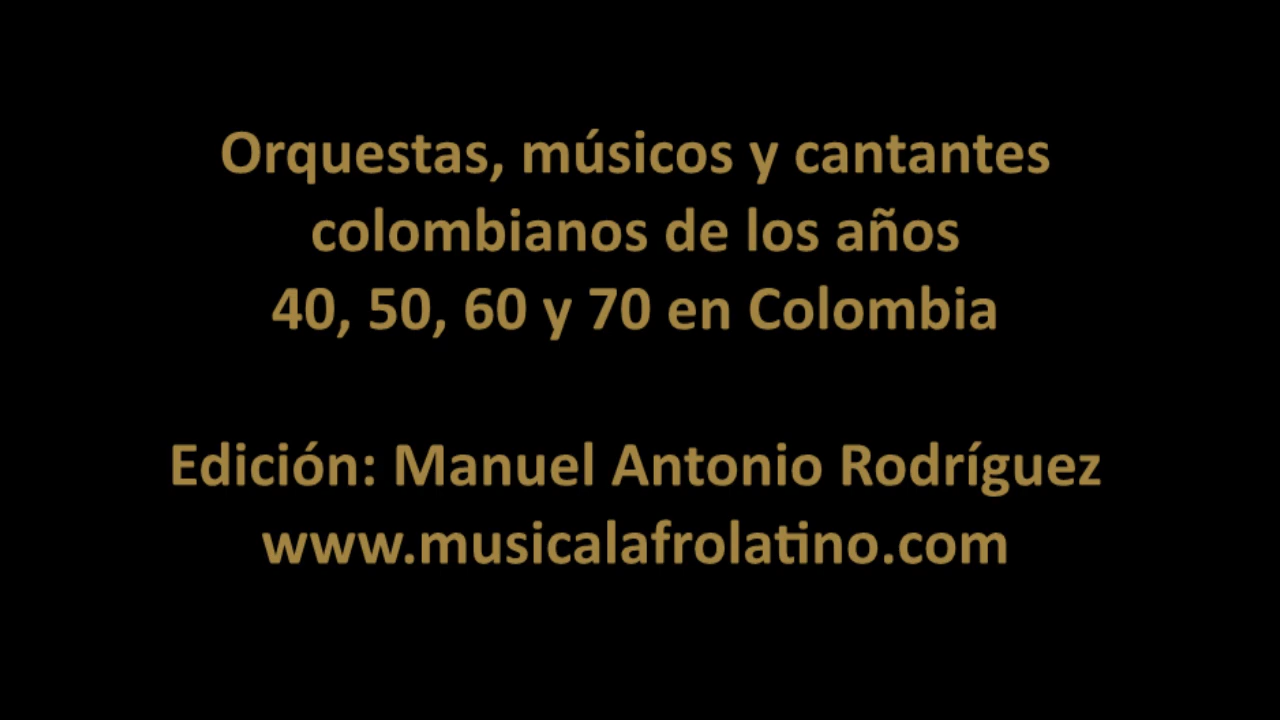 Orquestas, músicos y cantantes
colombianos de los años
40, 50, 60 y 70 en Colombia
Edición: Manuel Antonio Rodríguez
www.musicalafrolatino.com